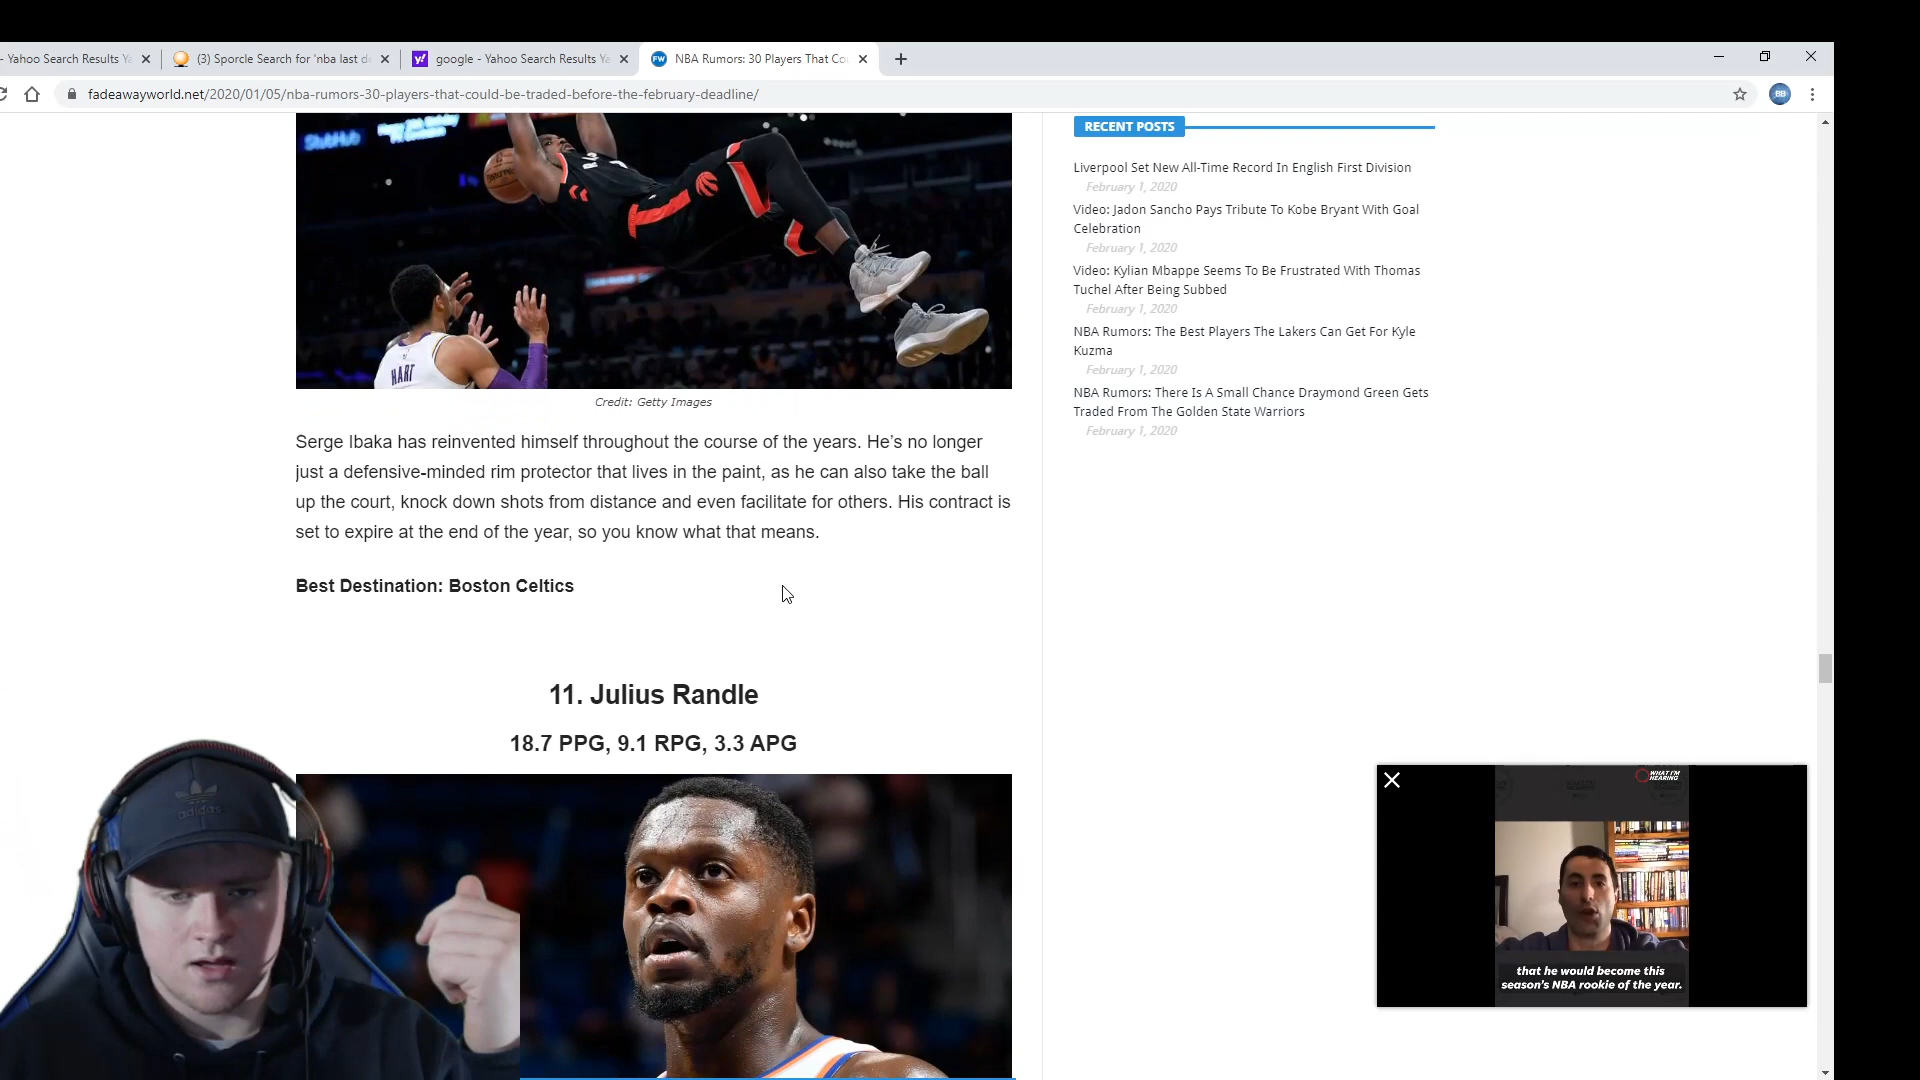 - Yahoo Search Results Ya
(3) Sporcle Search for 'nba last d
google - Yahoo Search Results Ya
FW
NBA Rumors: 30 Players That Co
fadeawayworld.net/2020/01/05/nba-rumors-30-players-that-could-be-traded-before-the-february-deadline/
BB
StubHub
HART
Credit: Getty Images
Serge Ibaka has reinvented himself throughout the course of the years. He's no longer
just a defensive-minded rim protector that lives in the paint, as he can also take the ball
up the court, knock down shots from distance and even facilitate for others. His contract is
set to expire at the end of the year, so you know what that means.
Best Destination: Boston Celtics
11. Julius Randle
18.7 PPG, 9.1 RPG, 3.3 APG
adidas
RECENT POSTS
Liverpool Set New All-Time Record In English First Division
February 1, 2020
Video: Jadon Sancho Pays Tribute To Kobe Bryant With Goal
Celebration
February 1, 2020
Video: Kylian Mbappe Seems To Be Frustrated With Thomas
Tuchel After Being Subbed
February 1, 2020
NBA Rumors: The Best Players The Lakers Can Get For Kyle
Kuzma
February 1, 2020
NBA Rumors: There Is A Small Chance Draymond Green Gets
Traded From The Golden State Warriors
February 1, 2020
WHAT I'M
HEARING
that he would become this
season's NBA rookie of the year.